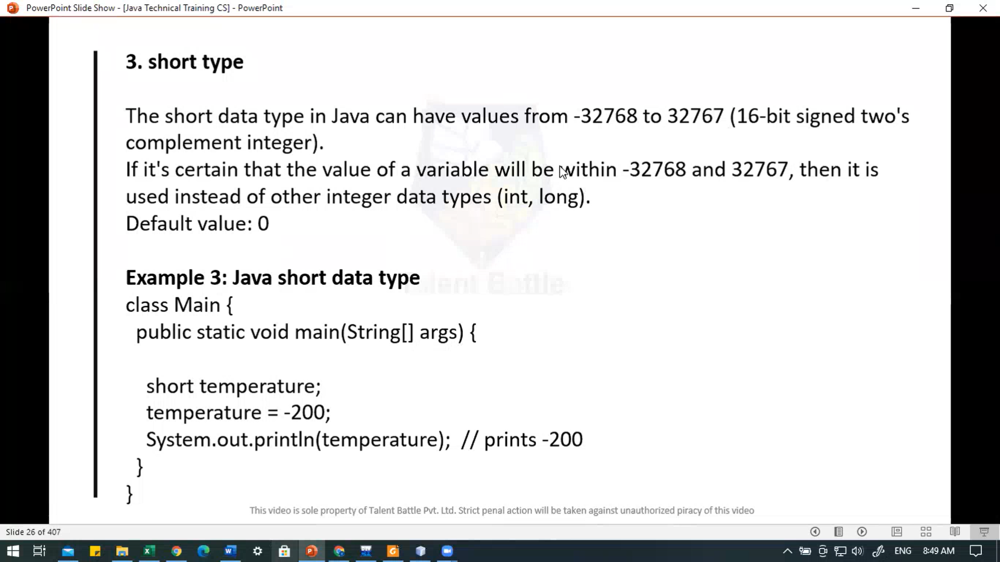 PowerPoint Slide Show - [Java Technical Training CS] - PowerPoint
3. short type
The short data type in Java can have values from -32768 to 32767 (16-bit signed two's
complement integer).
If it's certain that the value of a variable will be within -32768 and 32767, then it is
used instead of other integer data types (int, long).
Default value: 0
Example 3: Java short data type
Talent Battle
class Main {
public static void main(String[] args) {
short temperature;
temperature = -200;
System.out.println(temperature);  // prints -200
}
}
This video is sole property of Talent Battle Pvt. Ltd. Strict penal action will be taken against unauthorized piracy of this video
Slide 26 of 407
ENG
8:49 AM